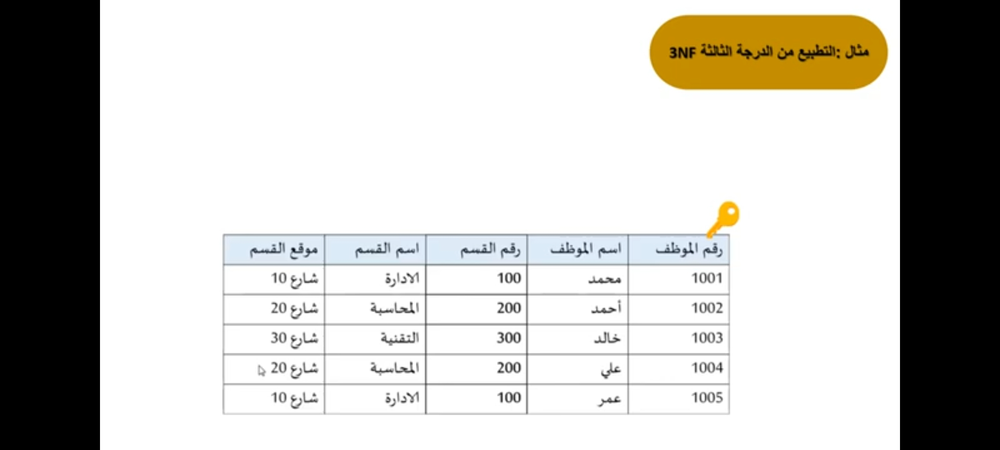 مثال :التطبيع من الدرجة الثالثة 3NF
رقم الموظف اسم الموظف رقم القسم اسم القسم موقع القسم
1001 محمد 100 الادارة شارع 10
1002 أحمد 200 المحاسبة شارع 20
1003 خالد 300 التقنية شارع 30
1004 علي 200 المحاسبة شارع 20
1005 عمر 100 الادارة شارع 10